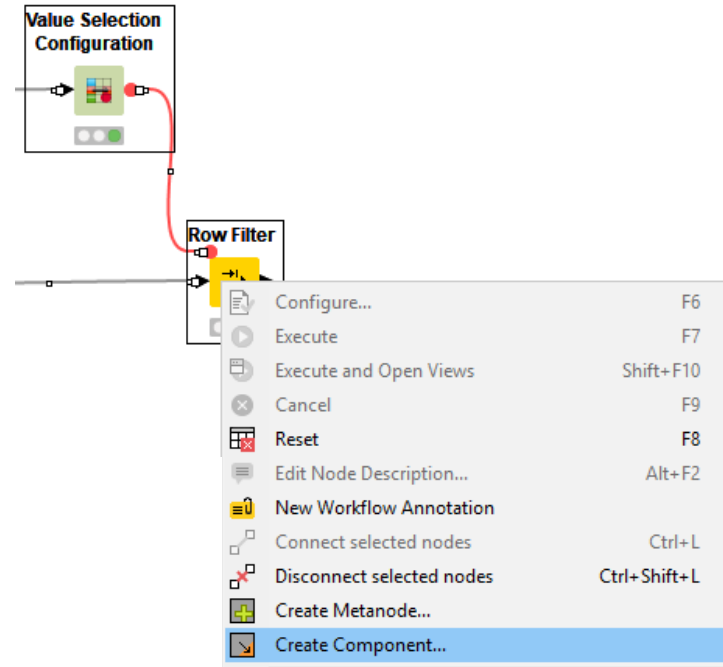 Value Selection
Configuration
Row Filter
Configure... F6
Execute F7
Execute and Open Views Shift+F10
Cancel F9
Reset F8
Edit Node Description... Alt+F2
New Workflow Annotation
Connect selected nodes Ctrl+L
Disconnect selected nodes Ctrl+Shift+L
Create Metanode...
Create Component...